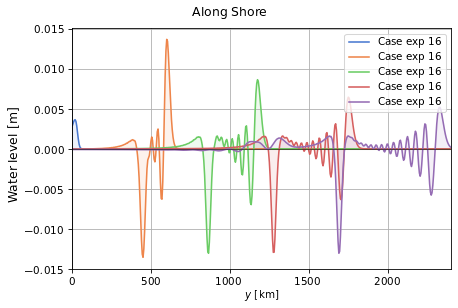 Along Shore
Water level [m]
0.015
0.010
0.005
0.000
−0.005
−0.010
−0.015
Case exp 16
Case exp 16
Case exp 16
Case exp 16
Case exp 16
0 500 1000 1500 2000
y [km]